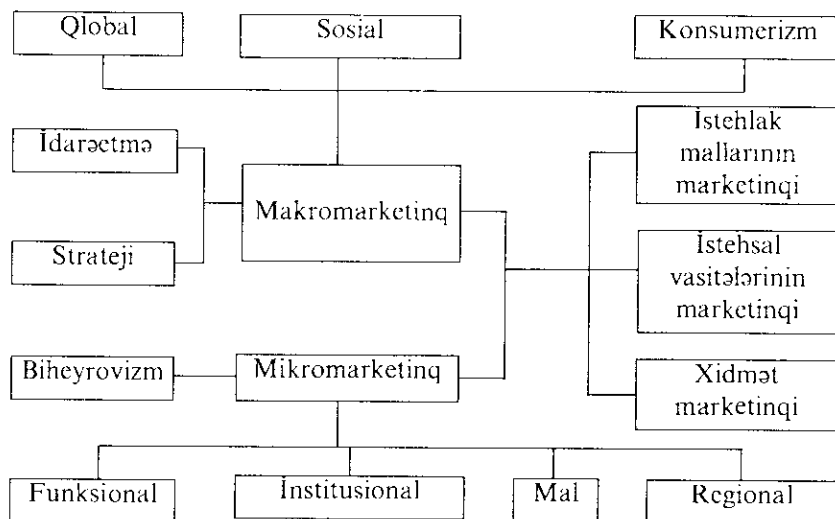 Qlobal
Sosial
Konsumerizm
İdarəetmə
Strateji
Makromarketinq
İstehlak
mallarının
marketinqi
İstehsal
vasitələrinin
marketinqi
Biheyrovizm
Mikromarketinq
Xidmət
marketinqi
Funksional
İnstitusional
Mal
Regional